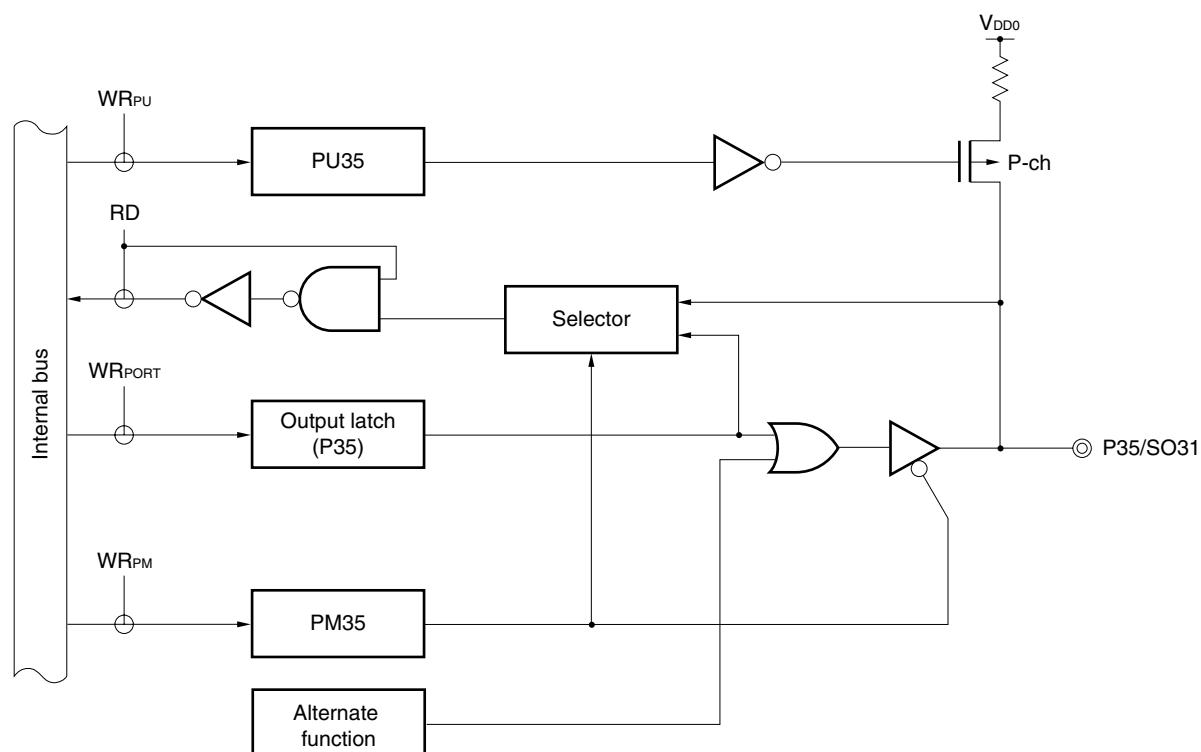 VDD0
WRPU
PU35
P-ch
RD
Selector
Internal bus
WRPORT
Output latch
(P35)
P35/SO31
WRPM
PM35
Alternate
function